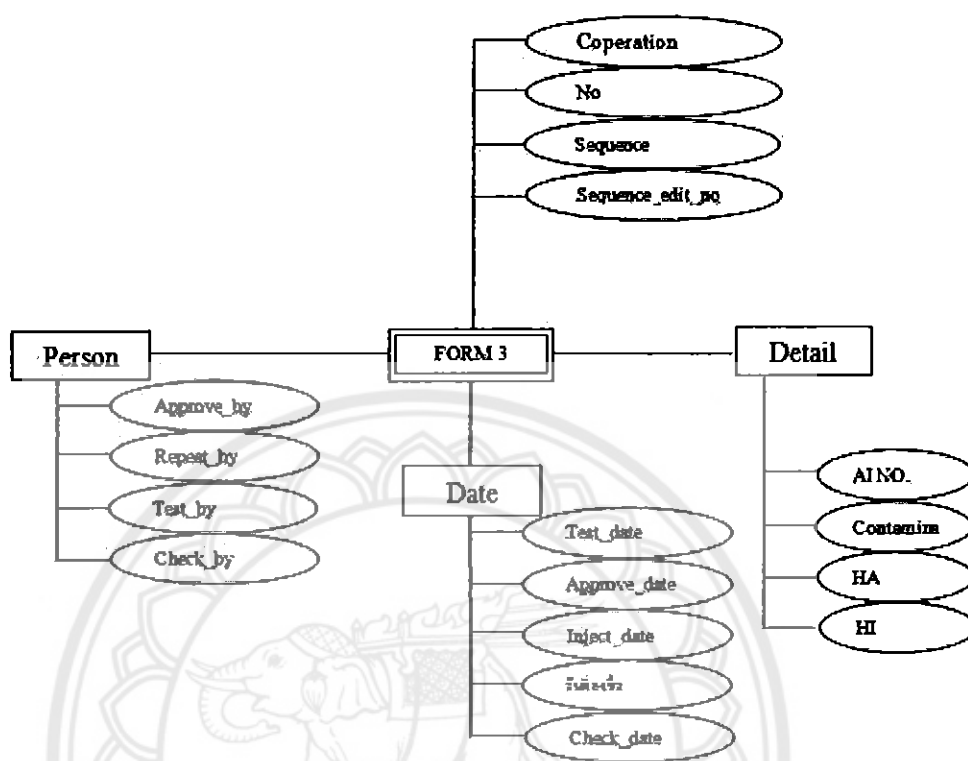 Coperation
No
Sequence
Sequence_edit_no
Person
FORM 3
Detail
Approve_by
Repeat_by
Test_by
Check_by
Date
Test_date
Approve_date
Inject_date
Check_date
AI NO.
Contamina
HA
HI